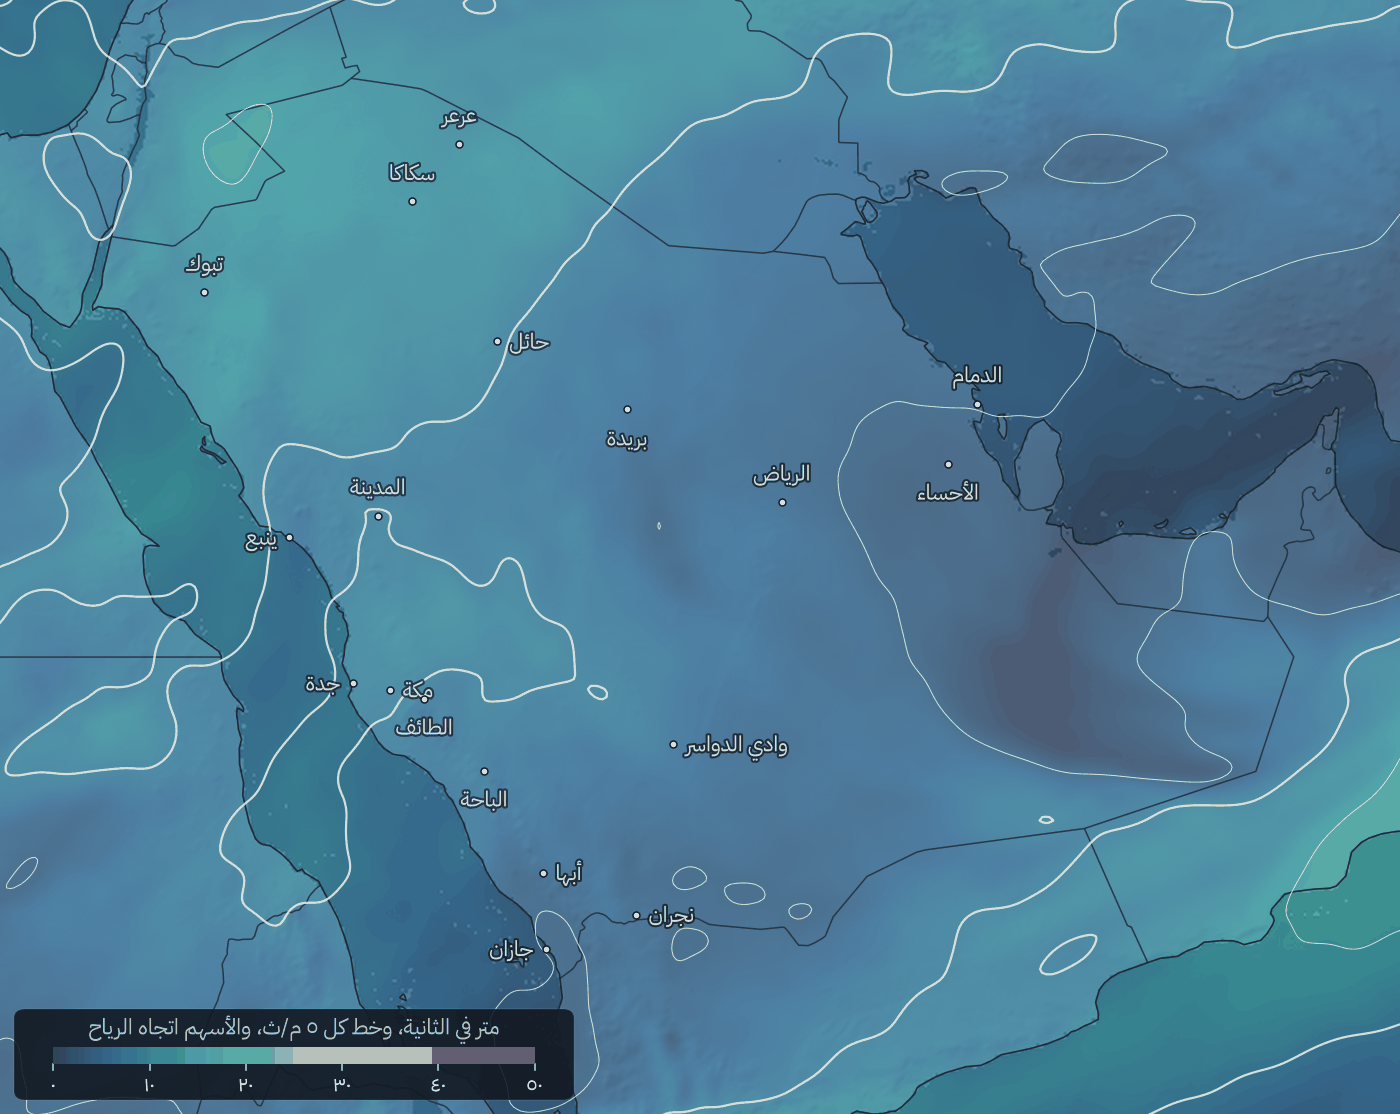 عرعر
سكاكا
تبوك
حائل
الدمام
بريدة
الرياض
المدينة
الأحساء
ينبع
جدة
مكة
الطائف
وادي الدواسر
الباحة
أبها
نجران
جازان
متر في الثانية، وخط كل ٥ م/ث، والأسهم اتجاه الرياح
٠ ١٠ ٢٠ ٣٠ ٤٠ ٥٠